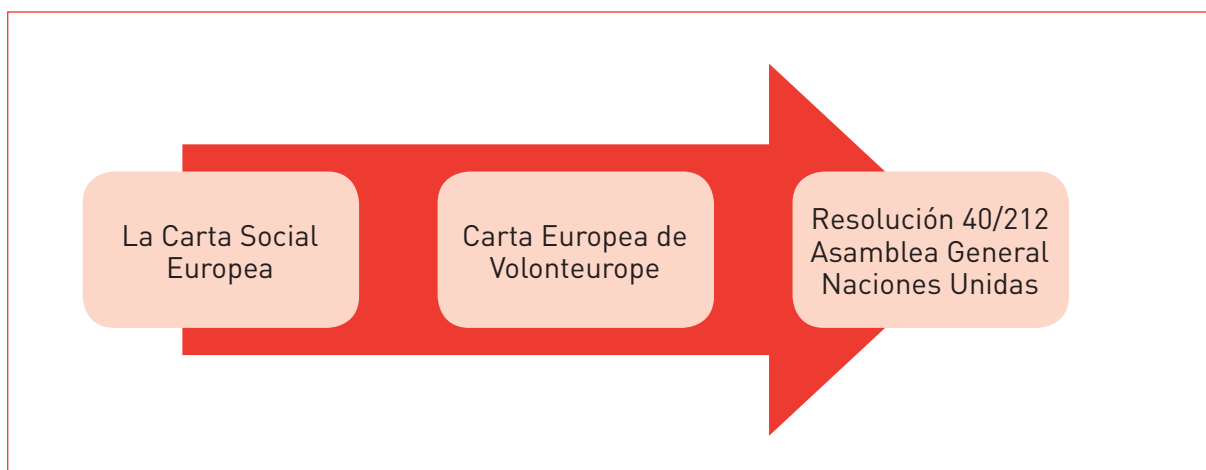 La Carta Social
Europea
Carta Europea de
Volonteurope
Resolución 40/212
Asamblea General
Naciones Unidas